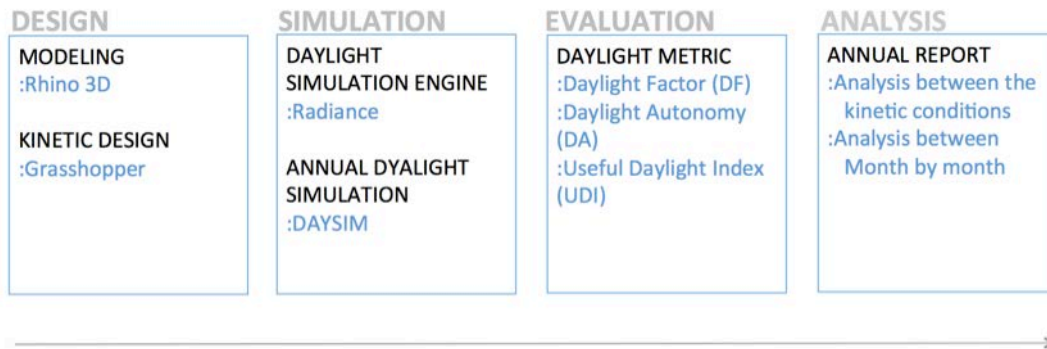 DESIGN
MODELING
:Rhino 3D
KINETIC DESIGN
:Grasshopper
SIMULATION
DAYLIGHT
SIMULATION ENGINE
:Radiance
ANNUAL DYALIGHT
SIMULATION
:DAYSIM
EVALUATION
DAYLIGHT METRIC
:Daylight Factor (DF)
:Daylight Autonomy
(DA)
:Useful Daylight Index
(UDI)
ANALYSIS
ANNUAL REPORT
:Analysis between the
kinetic conditions
:Analysis between
Month by month